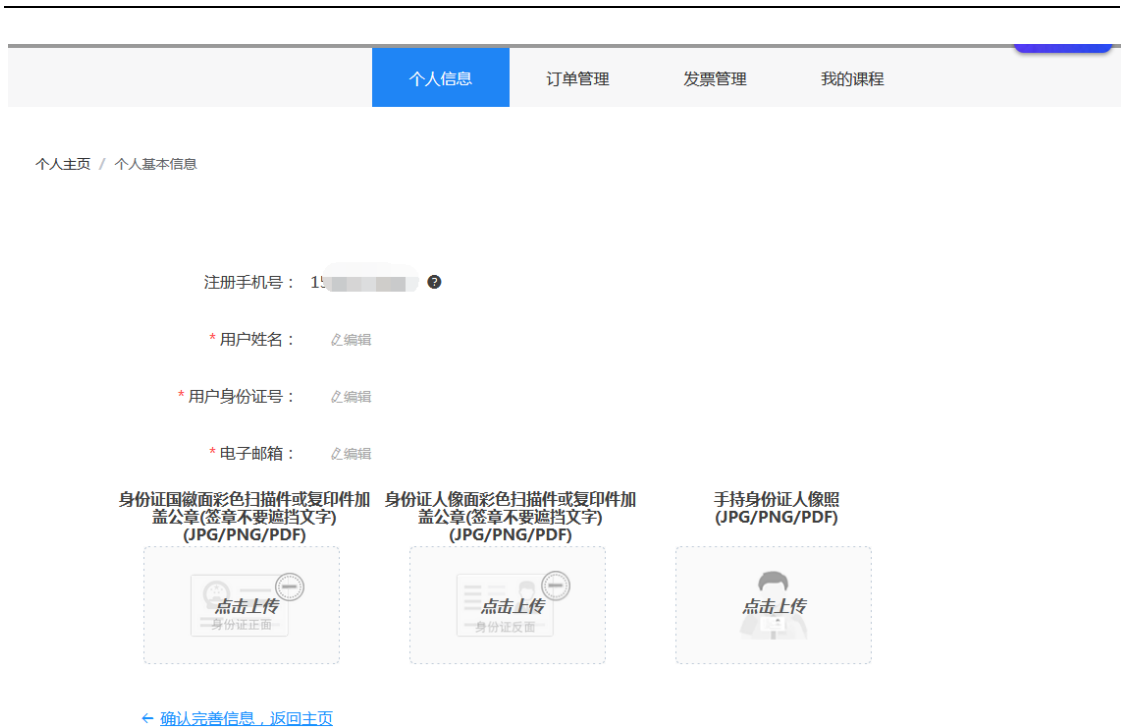 个人信息 订单管理 发票管理 我的课程
个人主页 / 个人基本信息
注册手机号： 15
* 用户姓名： 编辑
* 用户身份证号： 编辑
* 电子邮箱： 编辑
身份证国徽面彩色扫描件或复印件加
盖公章(签章不要遮挡文字)
(JPG/PNG/PDF)
身份证人像面彩色扫描件或复印件加
盖公章(签章不要遮挡文字)
(JPG/PNG/PDF)
手持身份证人像照
(JPG/PNG/PDF)
点击上传
身份证正面
点击上传
身份证反面
点击上传
← 确认完善信息，返回主页